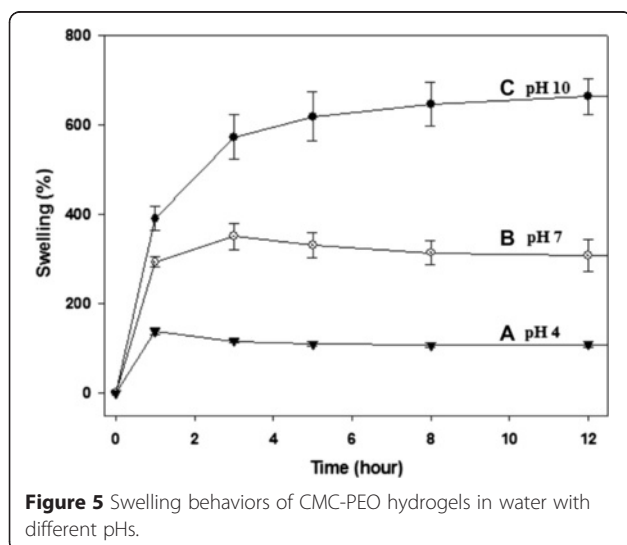 800
600
400
200
0
Swelling (%)
C pH 10
B pH 7
A pH 4
0 2 4 6 8 10 12
Time (hour)
Figure 5 Swelling behaviors of CMC-PEO hydrogels in water with
different pHs.